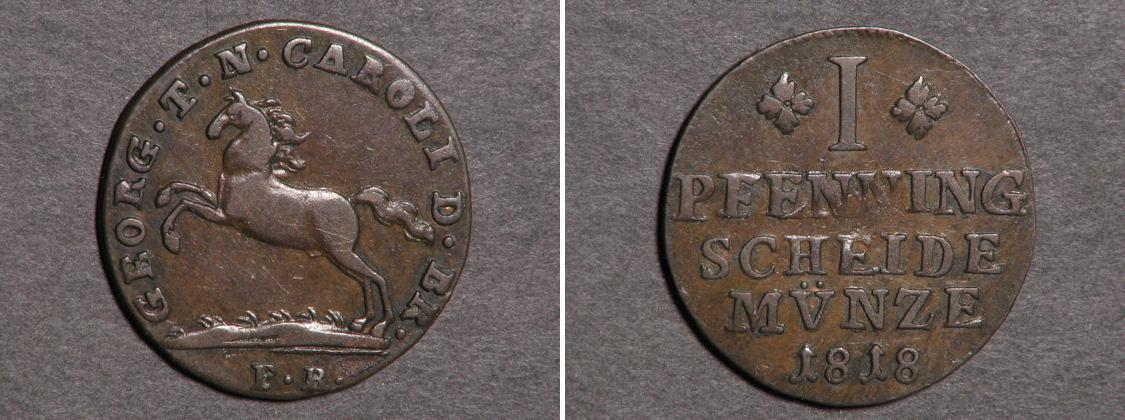 GEORG·T·N·CAROLI D·BR·
F·R·
I
PFENNING
SCHEIDE
MVNZE
1818